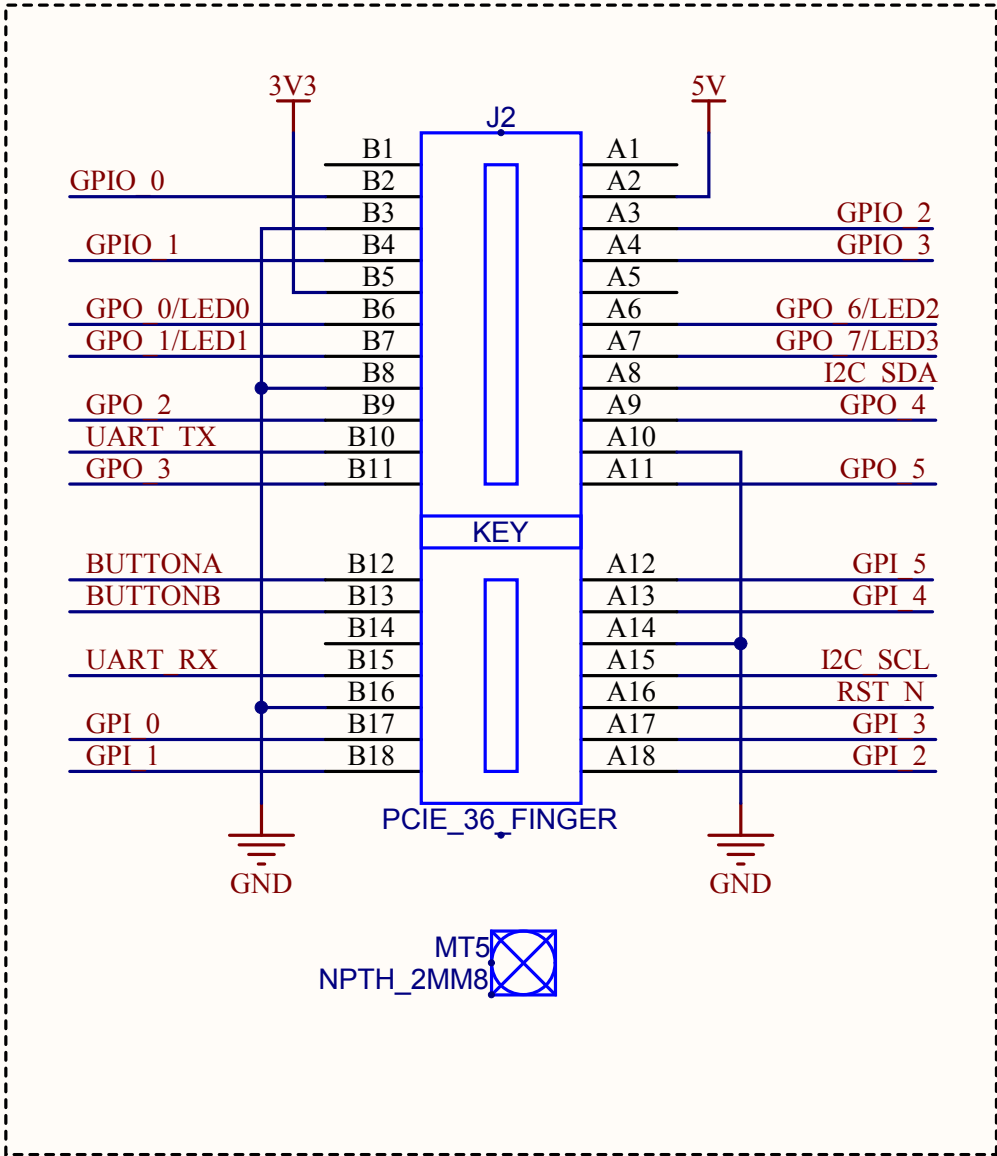 3V3 5V
J2
B1 A1
GPIO_0 B2 A2
B3 A3 GPIO_2
GPIO_1 B4 A4 GPIO_3
B5 A5
GPO_0/LED0 B6 A6 GPO_6/LED2
GPO_1/LED1 B7 A7 GPO_7/LED3
B8 A8 I2C_SDA
GPO_2 B9 A9 GPO_4
UART_TX B10 A10
GPO_3 B11 A11 GPO_5
KEY
BUTTONA B12 A12 GPI_5
BUTTONB B13 A13 GPI_4
B14 A14
UART_RX B15 A15 I2C_SCL
B16 A16 RST_N
GPI_0 B17 A17 GPI_3
GPI_1 B18 A18 GPI_2
PCIE_36_FINGER
GND GND
MT5
NPTH_2MM8